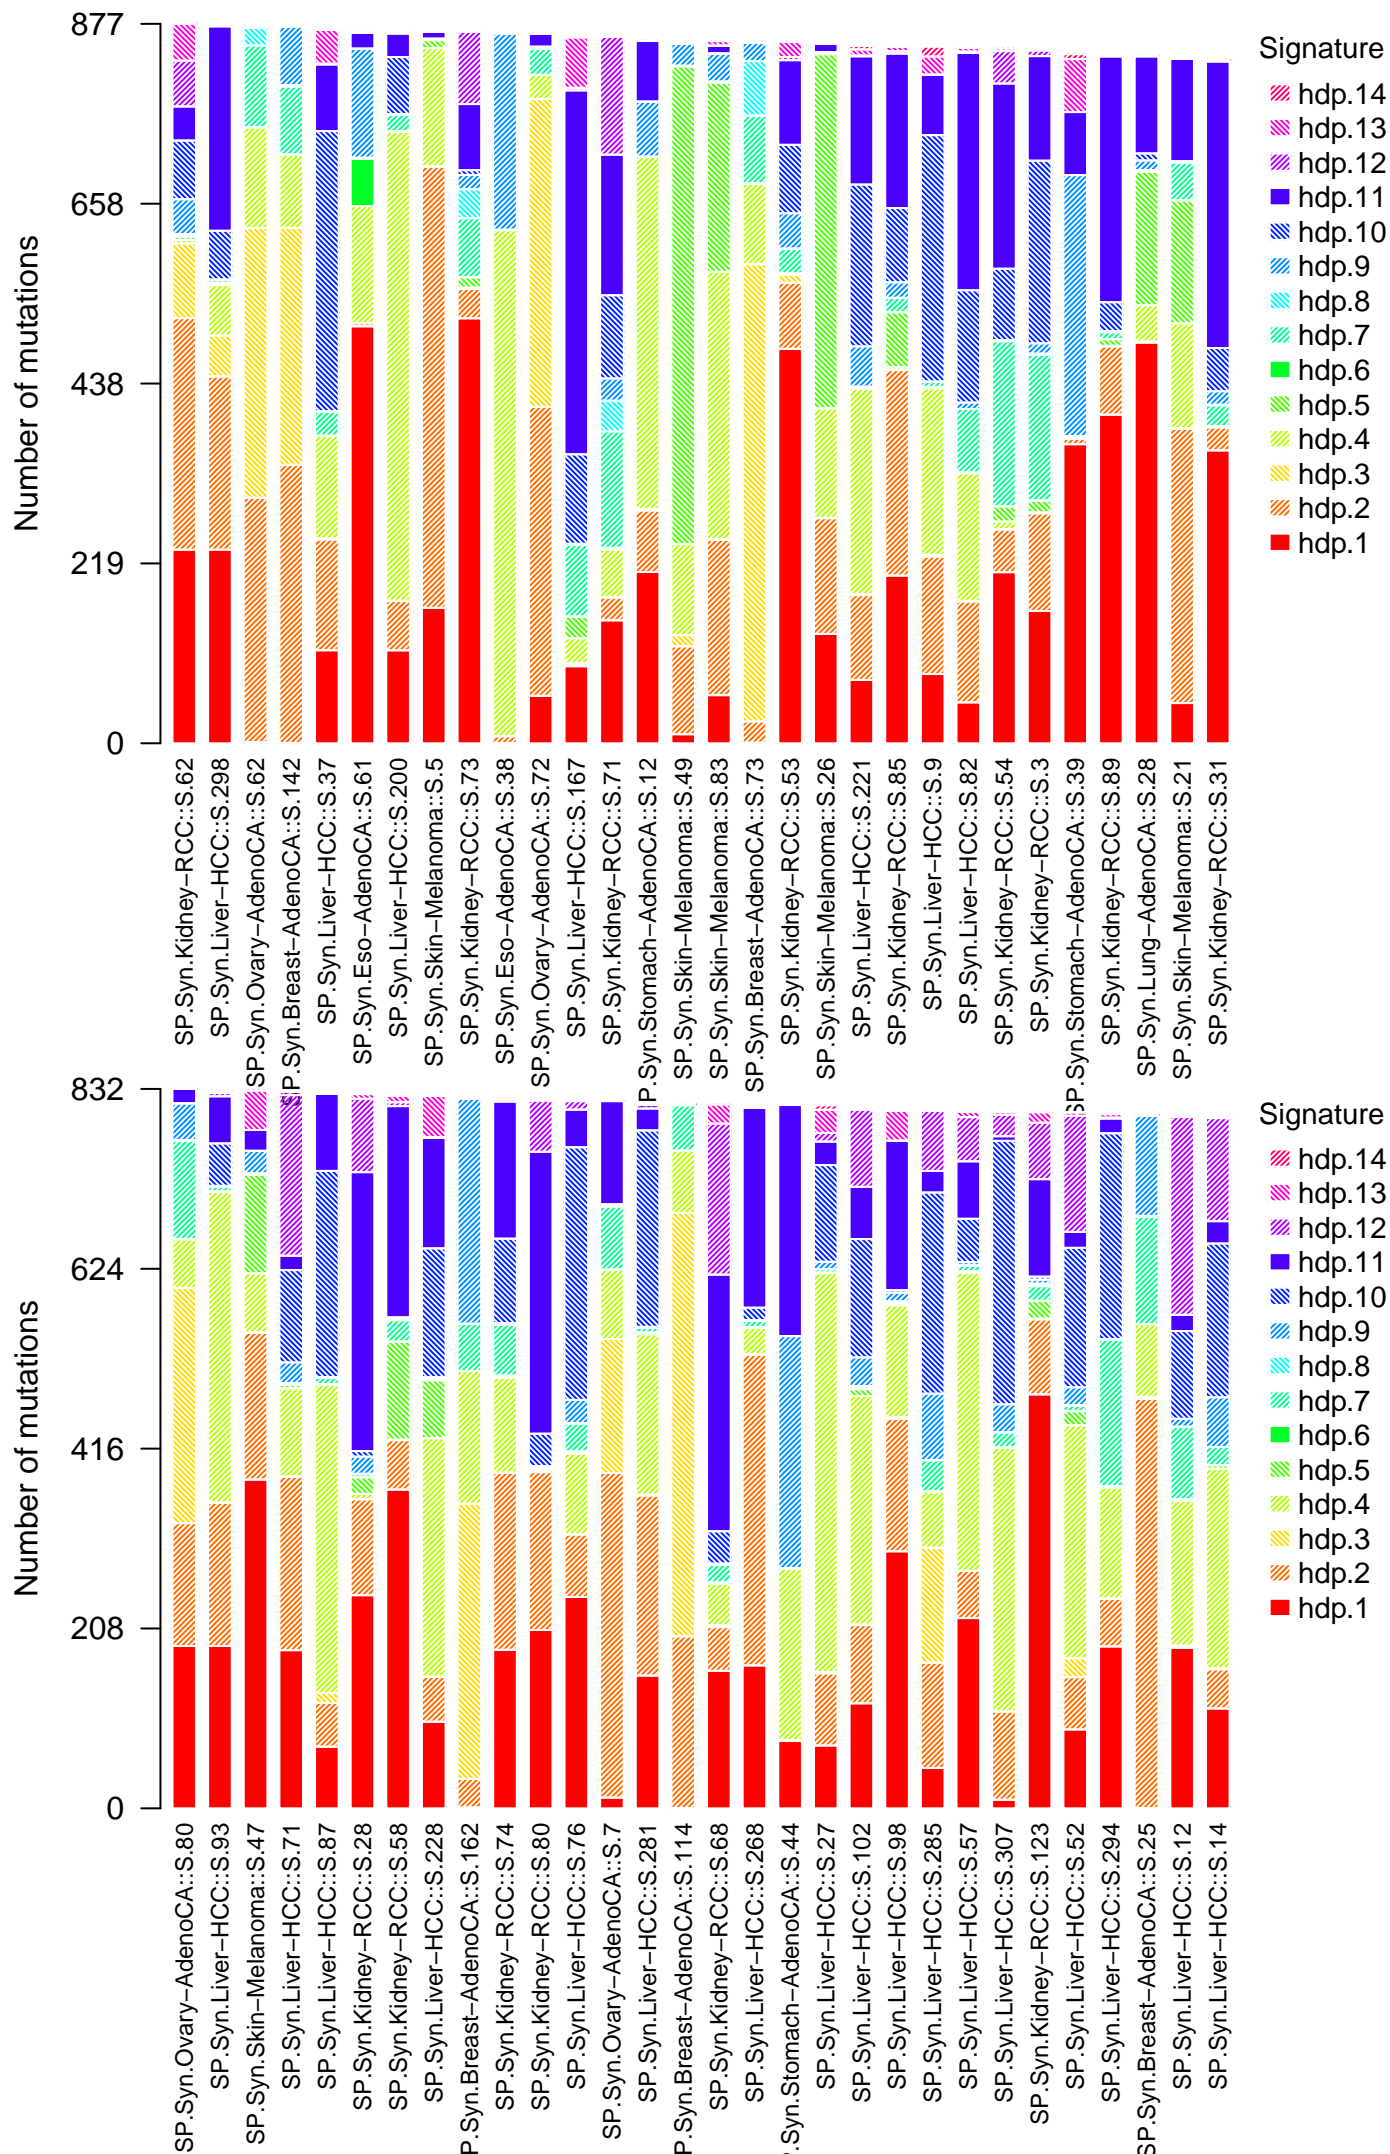 Number of mutations
877
658
438
219
0
Signature
hdp.14
hdp.13
hdp.12
hdp.11
hdp.10
hdp.9
hdp.8
hdp.7
hdp.6
hdp.5
hdp.4
hdp.3
hdp.2
hdp.1
SP.Syn.Kidney−RCC::S.62
SP.Syn.Liver−HCC::S.298
SP.Syn.Ovary−AdenoCA::S.62
SP.Syn.Breast−AdenoCA::S.142
SP.Syn.Liver−HCC::S.37
SP.Syn.Eso−AdenoCA::S.61
SP.Syn.Liver−HCC::S.200
SP.Syn.Skin−Melanoma::S.5
SP.Syn.Kidney−RCC::S.73
SP.Syn.Eso−AdenoCA::S.38
SP.Syn.Ovary−AdenoCA::S.72
SP.Syn.Liver−HCC::S.167
SP.Syn.Kidney−RCC::S.71
P.Syn.Stomach−AdenoCA::S.12
SP.Syn.Skin−Melanoma::S.49
SP.Syn.Skin−Melanoma::S.83
SP.Syn.Breast−AdenoCA::S.73
SP.Syn.Kidney−RCC::S.53
SP.Syn.Skin−Melanoma::S.26
SP.Syn.Liver−HCC::S.221
SP.Syn.Kidney−RCC::S.85
SP.Syn.Liver−HCC::S.9
SP.Syn.Liver−HCC::S.82
SP.Syn.Kidney−RCC::S.54
SP.Syn.Kidney−RCC::S.3
SP.Syn.Stomach−AdenoCA::S.39
SP.Syn.Kidney−RCC::S.89
SP.Syn.Lung−AdenoCA::S.28
SP.Syn.Skin−Melanoma::S.21
SP.Syn.Kidney−RCC::S.31
Number of mutations
832
624
416
208
0
Signature
hdp.14
hdp.13
hdp.12
hdp.11
hdp.10
hdp.9
hdp.8
hdp.7
hdp.6
hdp.5
hdp.4
hdp.3
hdp.2
hdp.1
SP.Syn.Ovary−AdenoCA::S.80
SP.Syn.Liver−HCC::S.93
SP.Syn.Skin−Melanoma::S.47
SP.Syn.Liver−HCC::S.71
SP.Syn.Liver−HCC::S.87
SP.Syn.Kidney−RCC::S.28
SP.Syn.Kidney−RCC::S.58
SP.Syn.Liver−HCC::S.228
P.Syn.Breast−AdenoCA::S.162
SP.Syn.Kidney−RCC::S.74
SP.Syn.Kidney−RCC::S.80
SP.Syn.Liver−HCC::S.76
SP.Syn.Ovary−AdenoCA::S.7
SP.Syn.Liver−HCC::S.281
P.Syn.Breast−AdenoCA::S.114
SP.Syn.Kidney−RCC::S.68
SP.Syn.Liver−HCC::S.268
.Syn.Stomach−AdenoCA::S.44
SP.Syn.Liver−HCC::S.27
SP.Syn.Liver−HCC::S.102
SP.Syn.Liver−HCC::S.98
SP.Syn.Liver−HCC::S.285
SP.Syn.Liver−HCC::S.57
SP.Syn.Liver−HCC::S.307
SP.Syn.Kidney−RCC::S.123
SP.Syn.Liver−HCC::S.52
SP.Syn.Liver−HCC::S.294
SP.Syn.Breast−AdenoCA::S.25
SP.Syn.Liver−HCC::S.12
SP.Syn.Liver−HCC::S.14